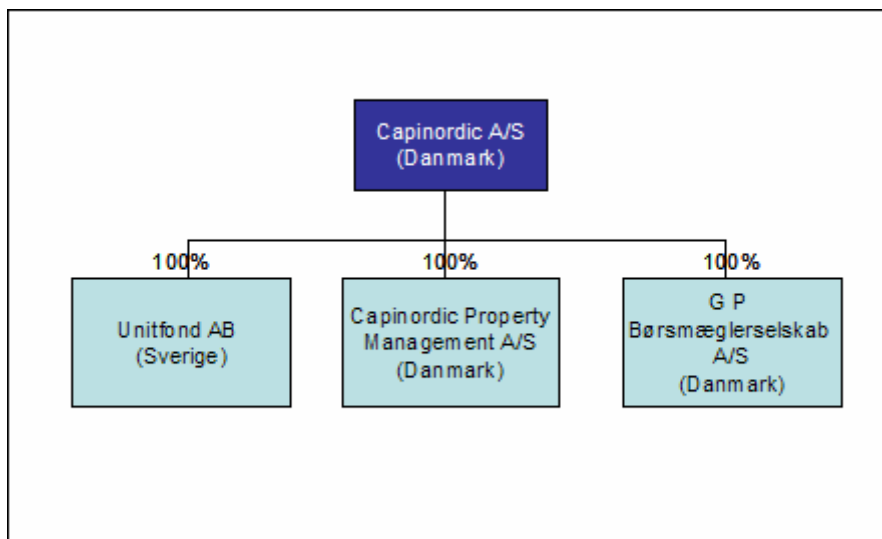 Capinordic A/S
(Danmark)
100%
100%
100%
Unitfond AB
(Sverige)
Capinordic Property
Management A/S
(Danmark)
G P
Børsmæglerselskab
A/S
(Danmark)